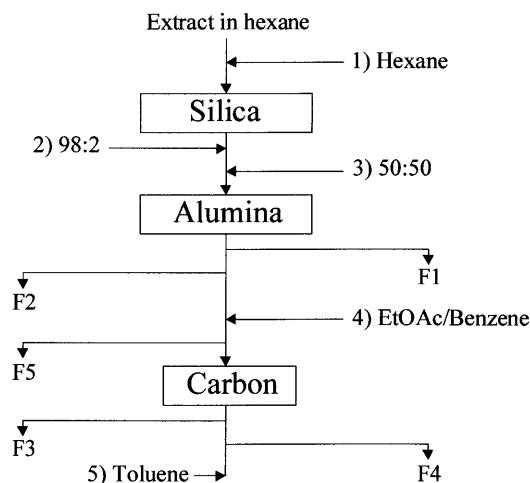 Extract in hexane
1) Hexane
Silica
2) 98:2
3) 50:50
Alumina
F1
F2
4) EtOAc/Benzene
F5
Carbon
F3
F4
5) Toluene